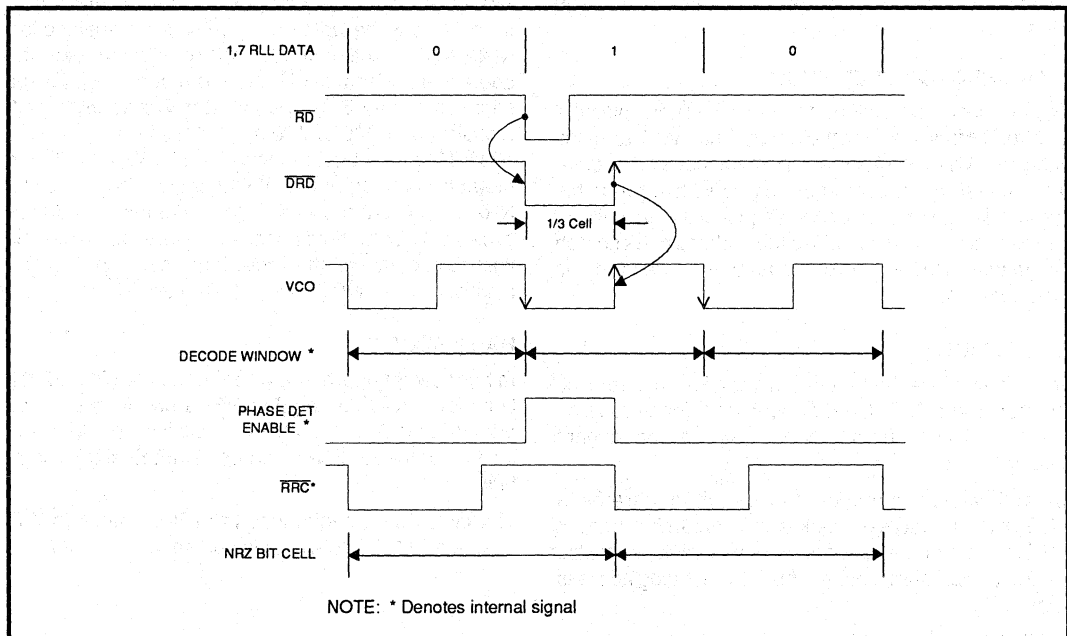 1,7 RLL DATA 0 1 0
RD
DRD
1/3 Cell
VCO
DECODE WINDOW *
PHASE DET
ENABLE *
RRC*
NRZ BIT CELL
NOTE: * Denotes internal signal